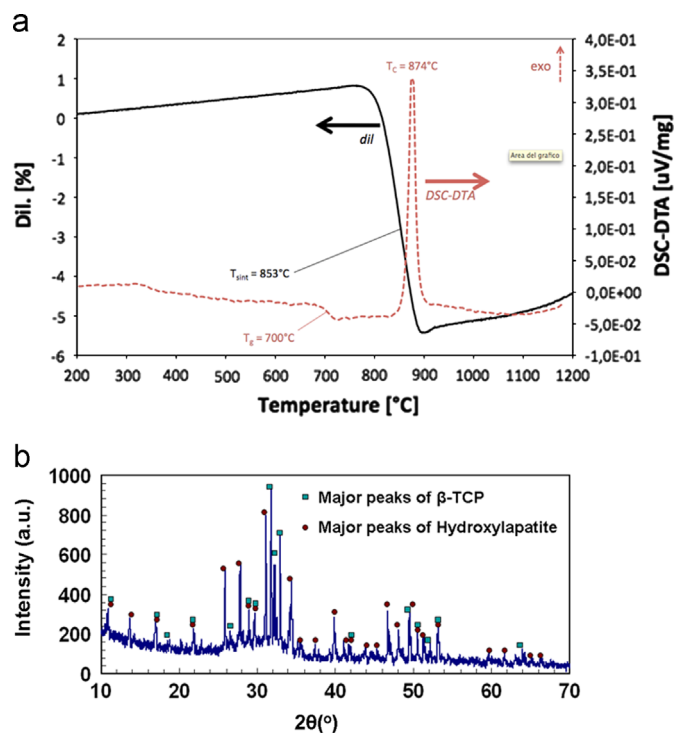 a
2
1
0
-1
-2
-3
-4
-5
-6
Dil. [%]
200 300 400 500 600 700 800 900 1000 1100 1200
Temperature [°C]
4,0E-01
3,5E-01
3,0E-01
2,5E-01
2,0E-01
1,5E-01
1,0E-01
5,0E-02
0,0E+00
-5,0E-02
-1,0E-01
DSC-DTA [uV/mg]
T_C = 874°C
exo
dil
Area del grafico
DSC-DTA
T_sint = 853°C
T_g = 700°C
b
1000
800
600
400
200
0
Intensity (a.u.)
Major peaks of β-TCP
Major peaks of Hydroxylapatite
10 20 30 40 50 60 70
2θ(°)